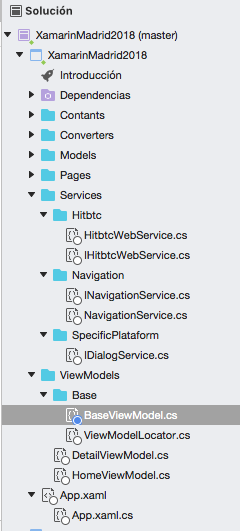 Solución
XamarinMadrid2018 (master)
XamarinMadrid2018
Introducción
Dependencias
Contants
Converters
Models
Pages
Services
Hitbtc
HitbtcWebService.cs
IHitbtcWebService.cs
Navigation
INavigationService.cs
NavigationService.cs
SpecificPlataform
IDialogService.cs
ViewModels
Base
BaseViewModel.cs
ViewModelLocator.cs
DetailViewModel.cs
HomeViewModel.cs
App.xaml
App.xaml.cs